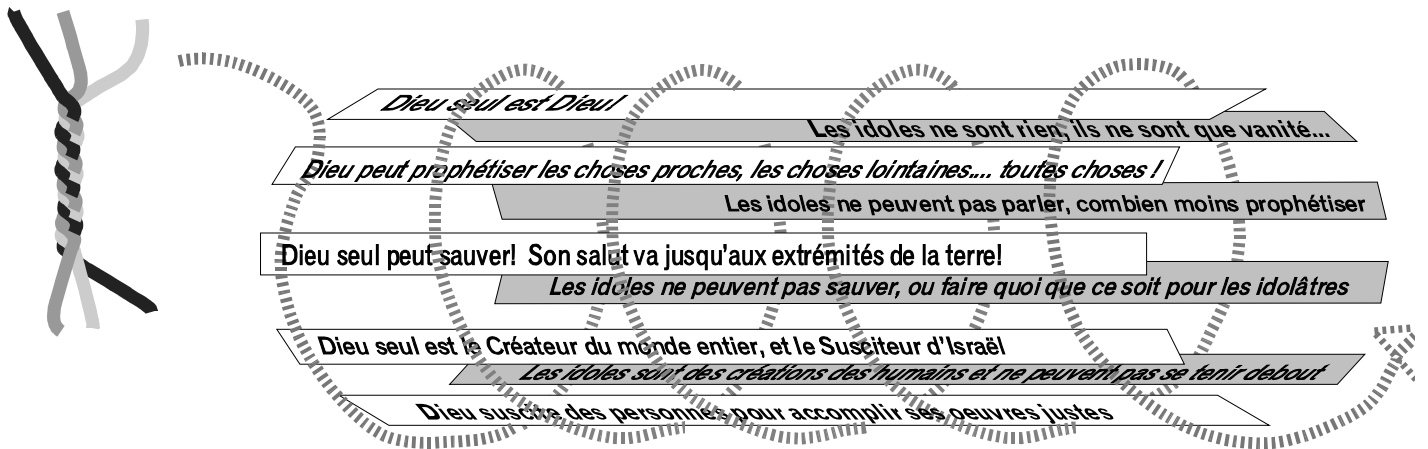 Dieu seul est Dieu!
Les idoles ne sont rien, ils ne sont que vanité...
Dieu peut prophétiser les choses proches, les choses lointaines.... toutes choses !
Les idoles ne peuvent pas parler, combien moins prophétiser
Dieu seul peut sauver! Son salut va jusqu'aux extrémités de la terre!
Les idoles ne peuvent pas sauver, ou faire quoi que ce soit pour les idolâtres
Dieu seul est le Créateur du monde entier, et le Susciteur d'Israël
Les idoles sont des créations des humains et ne peuvent pas se tenir debout
Dieu suscite des personnes pour accomplir ses oeuvres justes